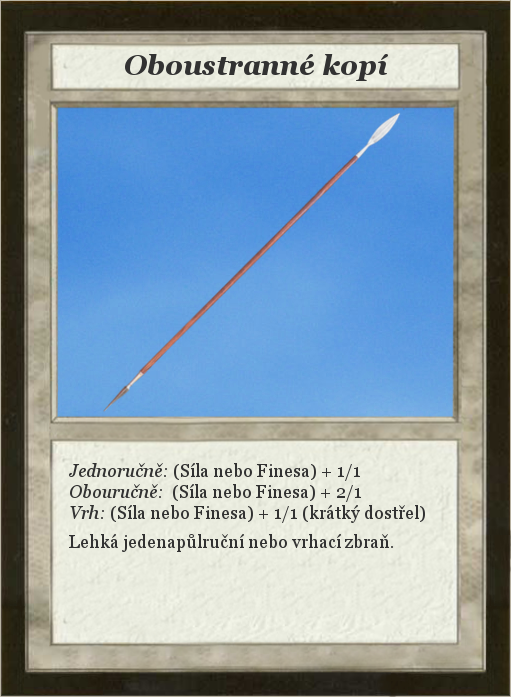 Oboustranné kopí
Jednoručně: (Síla nebo Finesa) + 1/1
Obouručně: (Síla nebo Finesa) + 2/1
Vrh: (Síla nebo Finesa) + 1/1 (krátký dostřel)
Lehká jedenapůlruční nebo vrhací zbraň.